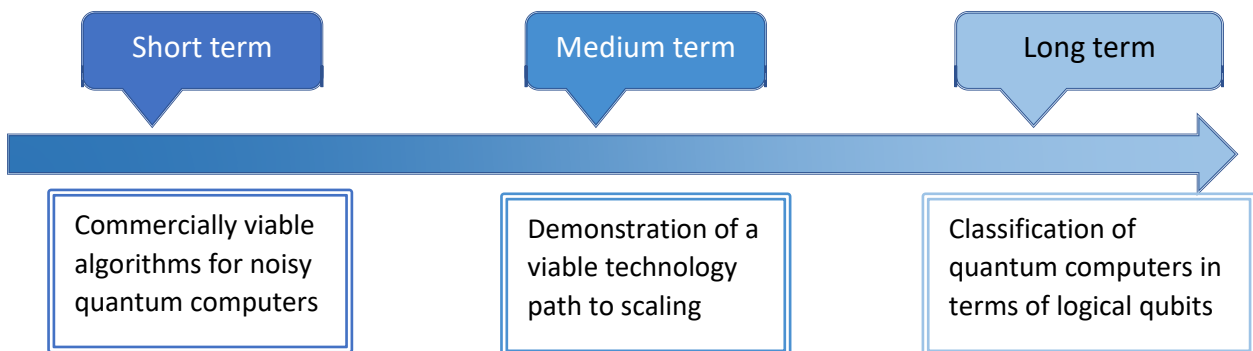 Short term
Medium term
Long term
Commercially viable
algorithms for noisy
quantum computers
Demonstration of a
viable technology
path to scaling
Classification of
quantum computers in
terms of logical qubits